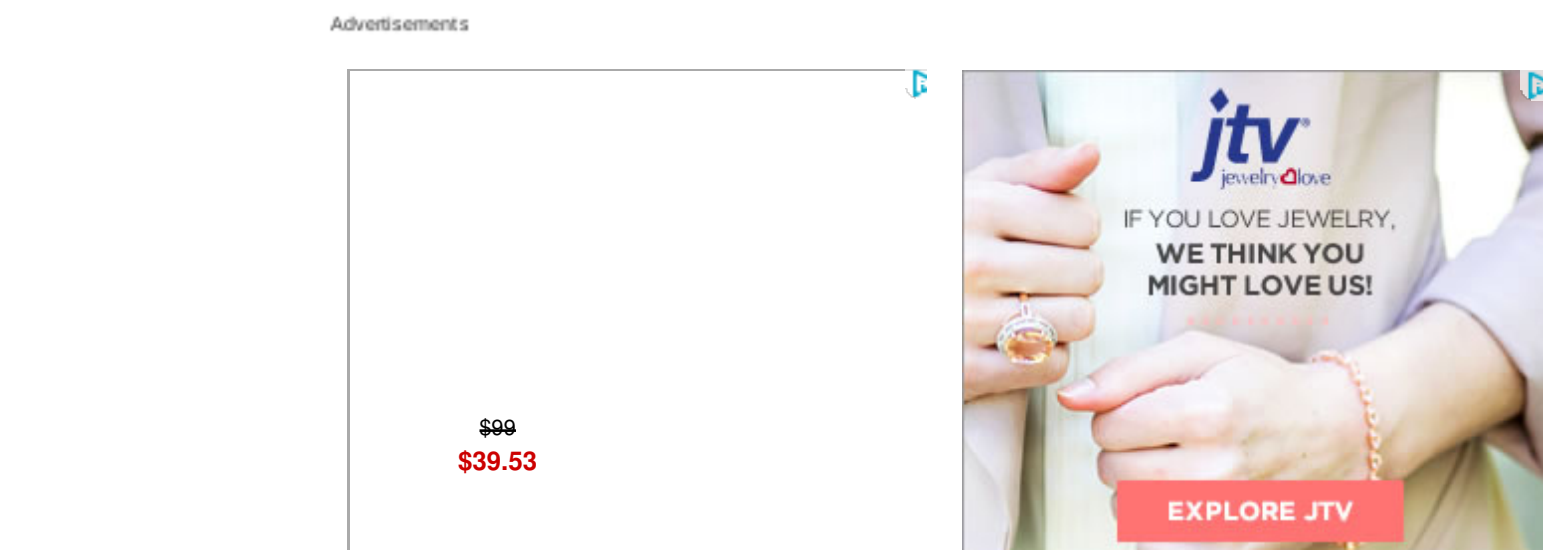 Advertisements
$99
$39.53
jtv®
jewelry love
IF YOU LOVE JEWELRY,
WE THINK YOU
MIGHT LOVE US!
EXPLORE JTV